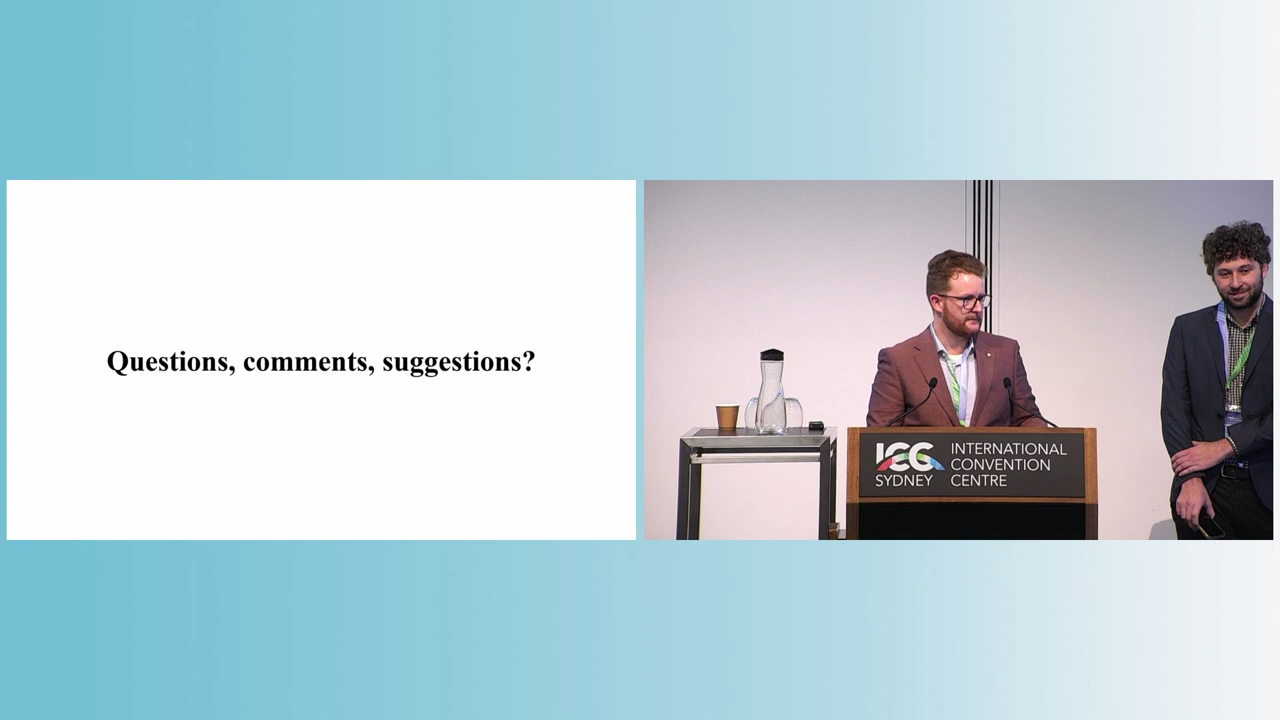 Questions, comments, suggestions?
ICC
SYDNEY
INTERNATIONAL
CONVENTION
CENTRE